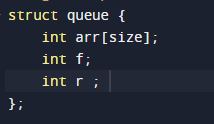 struct queue {
    int arr[size];
    int f;
    int r ;
};